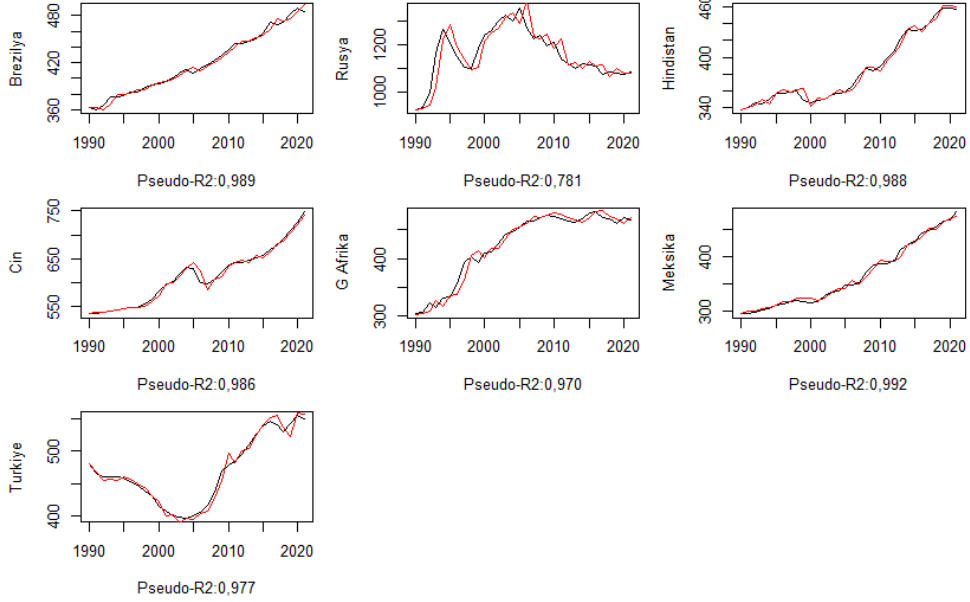 Brezilya
360 420 480
1990 2000 2010 2020
Pseudo-R2:0,989
Rusya
1000 1200
1990 2000 2010 2020
Pseudo-R2:0,781
Hindistan
340 400 460
1990 2000 2010 2020
Pseudo-R2:0,988
Cin
550 650 750
1990 2000 2010 2020
Pseudo-R2:0,986
G Afrika
300 400
1990 2000 2010 2020
Pseudo-R2:0,970
Meksika
300 400
1990 2000 2010 2020
Pseudo-R2:0,992
Turkiye
400 500
1990 2000 2010 2020
Pseudo-R2:0,977